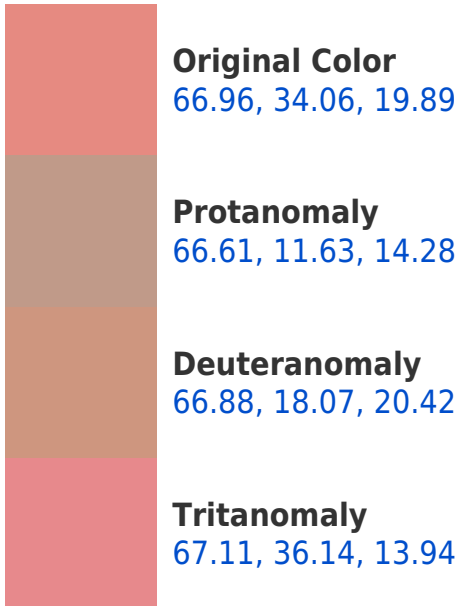 Original Color
66.96, 34.06, 19.89
Protanomaly
66.61, 11.63, 14.28
Deuteranomaly
66.88, 18.07, 20.42
Tritanomaly
67.11, 36.14, 13.94